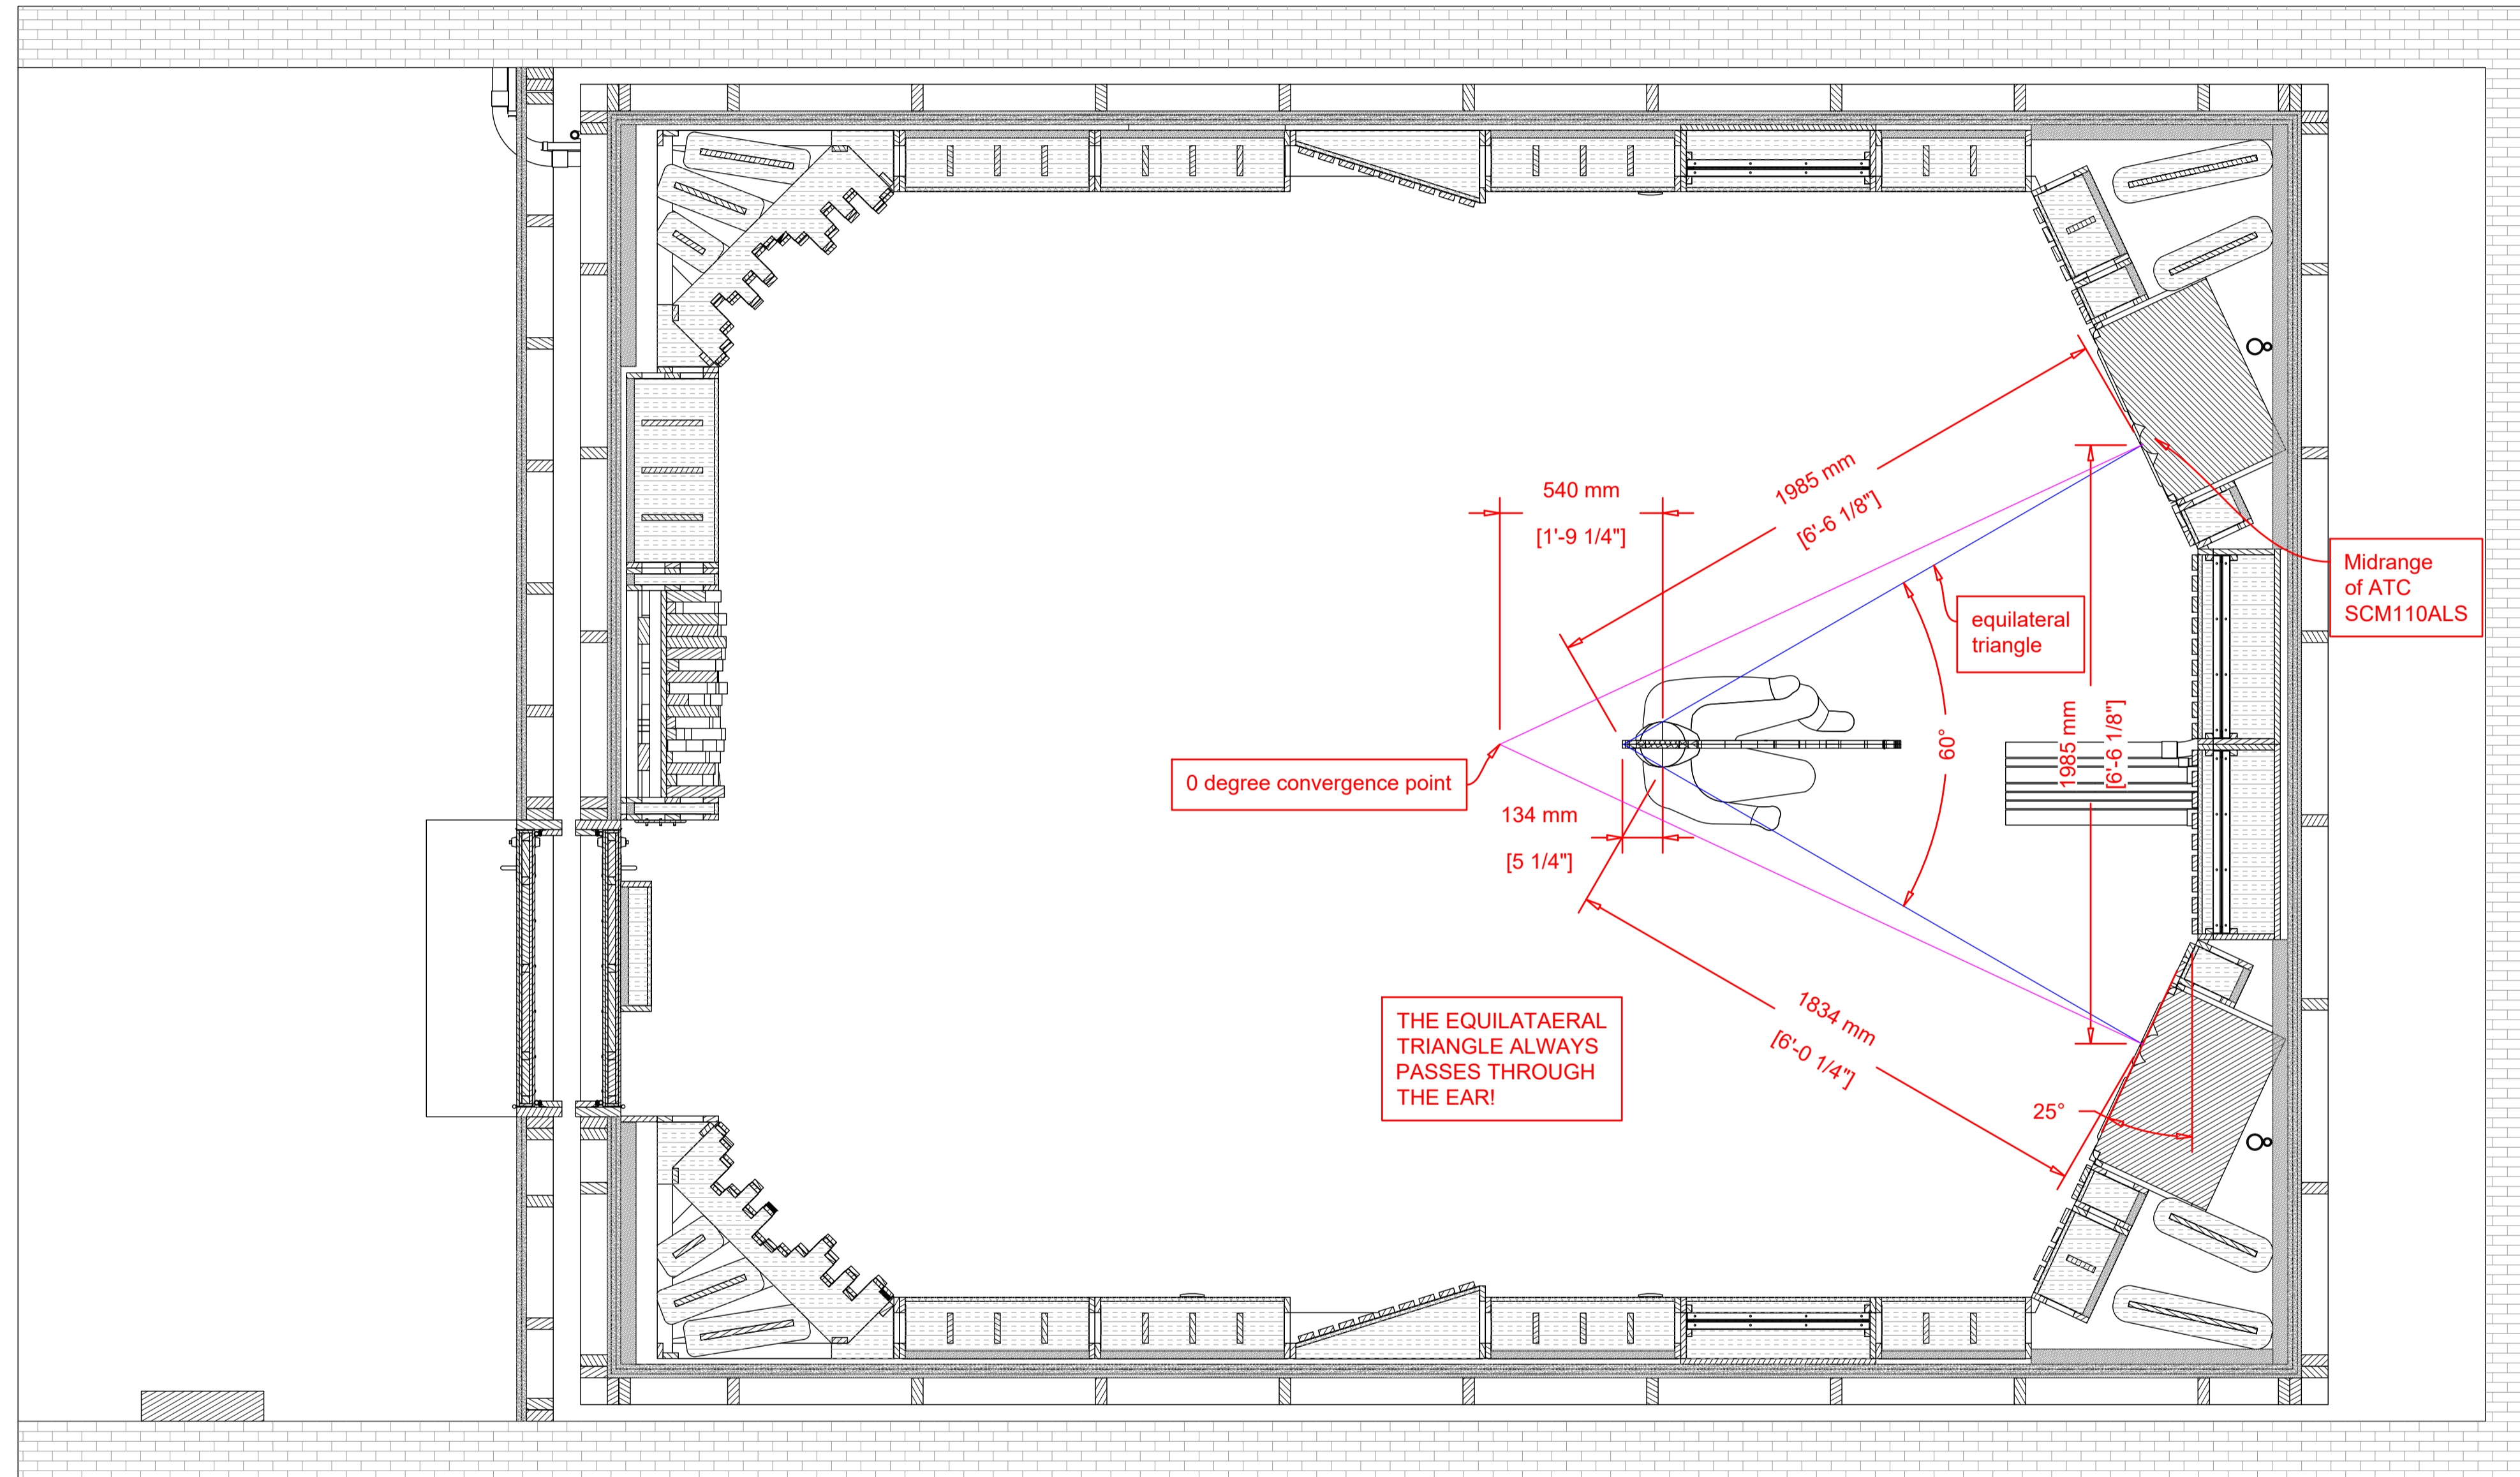 540 mm
[1'-9 1/4"]
1985 mm
[6'-6 1/8"]
Midrange
of ATC
SCM110ALS
equilateral
triangle
60°
1985 mm
[6'-6 1/8"]
0 degree convergence point
134 mm
[5 1/4"]
THE EQUILATAERAL
TRIANGLE ALWAYS
PASSES THROUGH
THE EAR!
1834 mm
[6'-0 1/4"]
25°